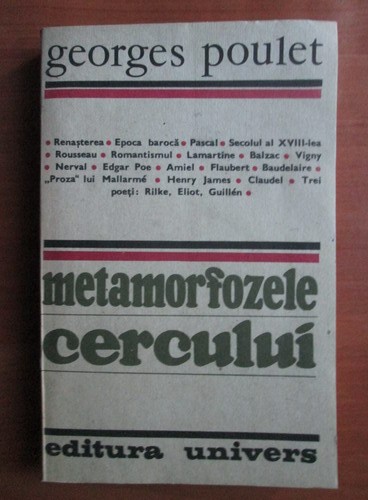 georges poulet
• Renașterea • Epoca barocă • Pascal • Secolul al XVIII-lea
• Rousseau • Romantismul • Lamartine • Balzac • Vigny
• Nerval • Edgar Poe • Amiel • Flaubert • Baudelaire •
„Proza" lui Mallarmé • Henry James • Claudel • Trei
poeți: Rilke, Eliot, Guillén •
metamorfozele
cercului
editura univers